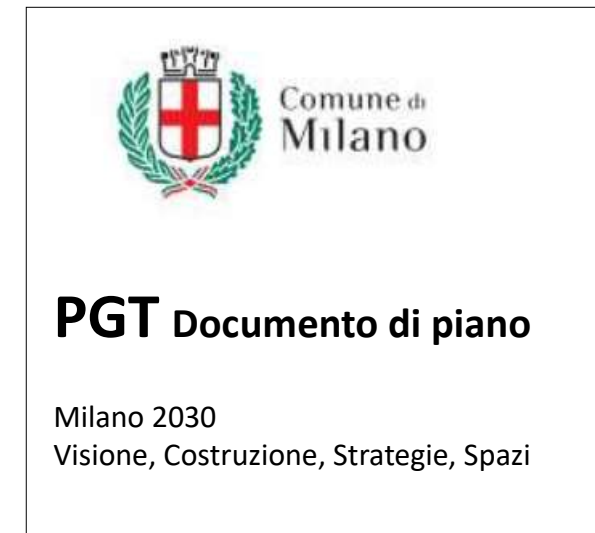 Comune di
Milano
PGT Documento di piano
Milano 2030
Visione, Costruzione, Strategie, Spazi